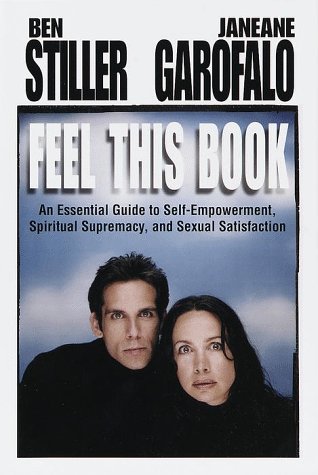 BEN JANEANE
STILLER GAROFALO
FEEL THIS BOOK
An Essential Guide to Self-Empowerment,
Spiritual Supremacy, and Sexual Satisfaction